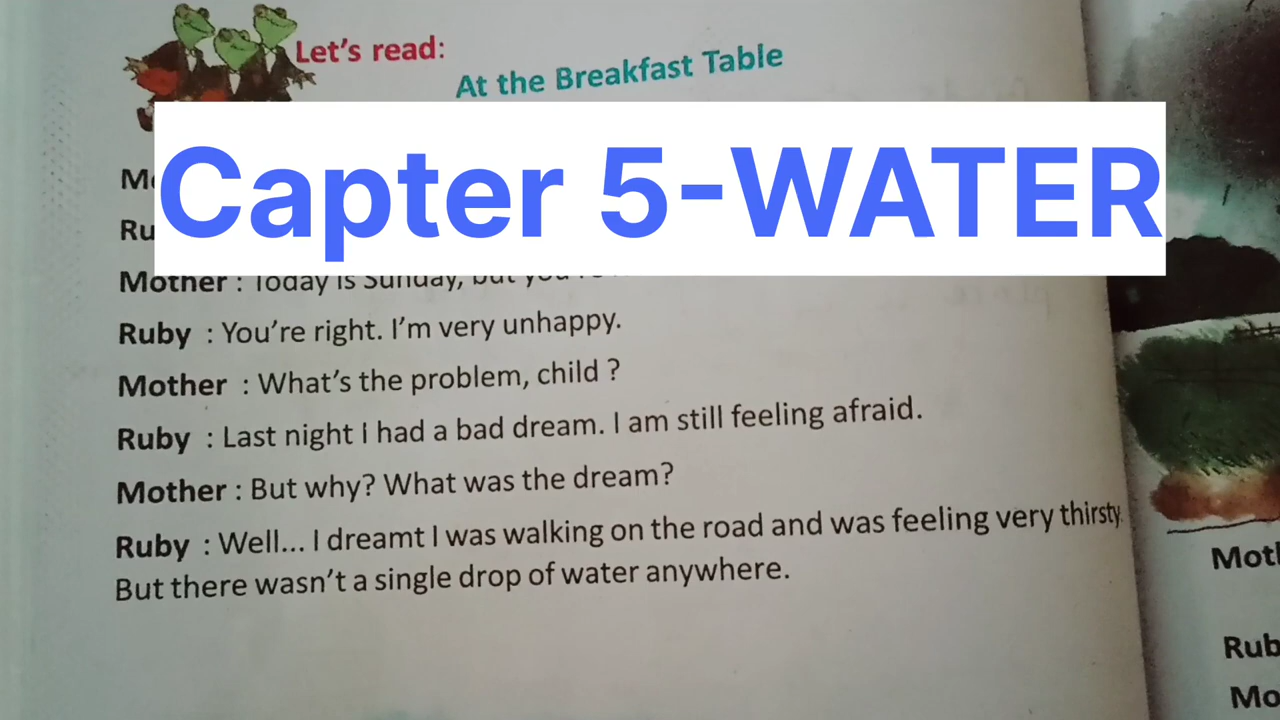 Let's read:
At the Breakfast Table
Capter 5-WATER
Mother : Today is Sunday, but
Ruby : You're right. I'm very unhappy.
Mother : What's the problem, child ?
Ruby : Last night I had a bad dream. I am still feeling afraid.
Mother : But why? What was the dream?
Ruby : Well... I dreamt I was walking on the road and was feeling very thirsty.
But there wasn't a single drop of water anywhere.